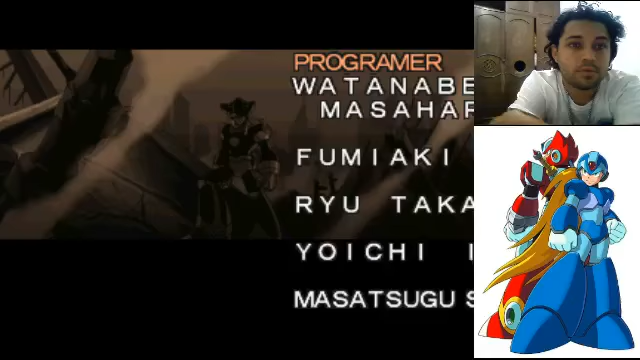 PROGRAMER
WATANABE
MASAHAR
FUMIAKI
RYU TAKA
YOICHI
MASATSUGU S